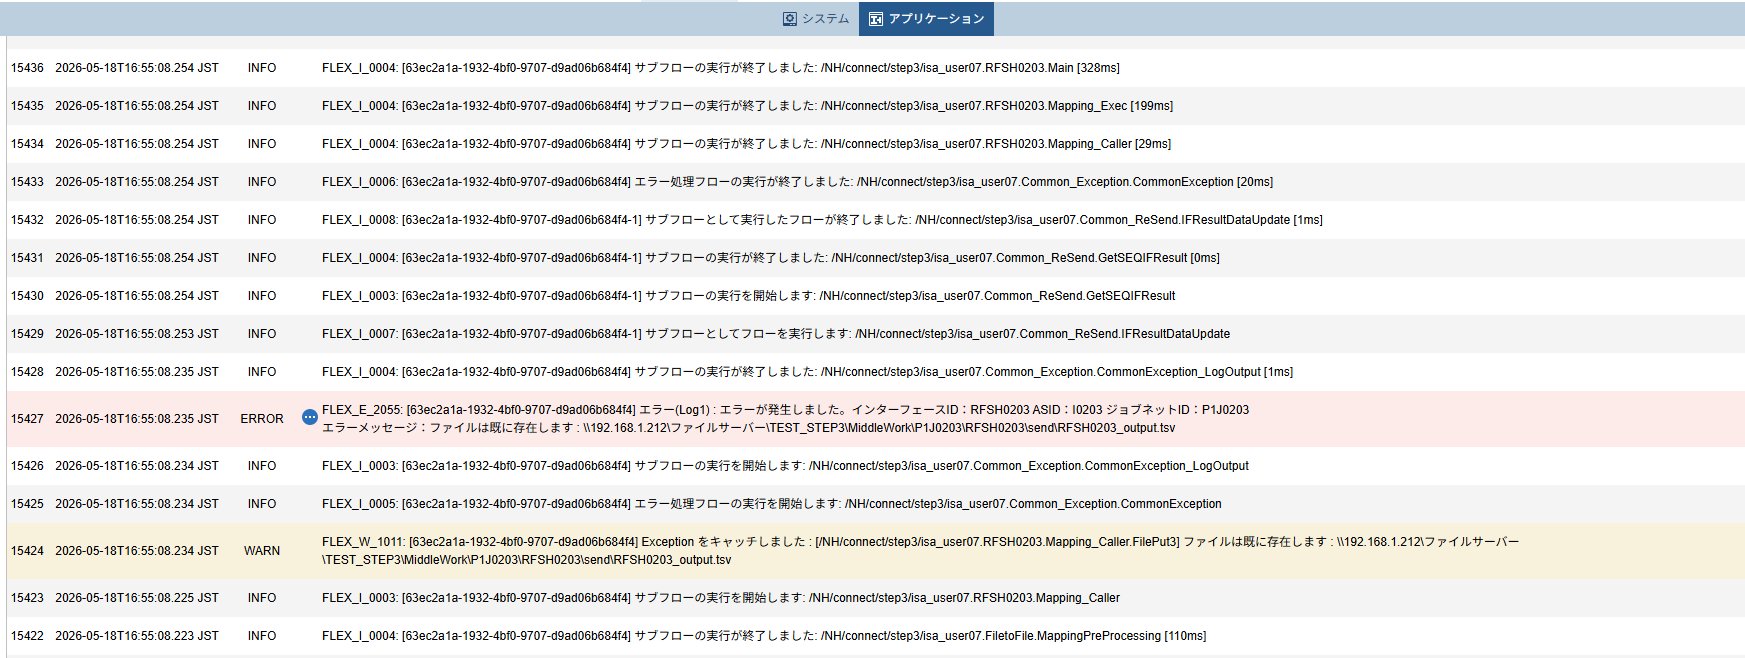 システム アプリケーション
15436 2026-05-18T16:55:08.254 JST INFO FLEX_I_0004: [63ec2a1a-1932-4bf0-9707-d9ad06b684f4] サブフローの実行が終了しました: /NH/connect/step3/isa_user07.RFSH0203.Main [328ms]
15435 2026-05-18T16:55:08.254 JST INFO FLEX_I_0004: [63ec2a1a-1932-4bf0-9707-d9ad06b684f4] サブフローの実行が終了しました: /NH/connect/step3/isa_user07.RFSH0203.Mapping_Exec [199ms]
15434 2026-05-18T16:55:08.254 JST INFO FLEX_I_0004: [63ec2a1a-1932-4bf0-9707-d9ad06b684f4] サブフローの実行が終了しました: /NH/connect/step3/isa_user07.RFSH0203.Mapping_Caller [29ms]
15433 2026-05-18T16:55:08.254 JST INFO FLEX_I_0006: [63ec2a1a-1932-4bf0-9707-d9ad06b684f4] エラー処理フローの実行が終了しました: /NH/connect/step3/isa_user07.Common_Exception.CommonException [20ms]
15432 2026-05-18T16:55:08.254 JST INFO FLEX_I_0008: [63ec2a1a-1932-4bf0-9707-d9ad06b684f4-1] サブフローとして実行したフローが終了しました: /NH/connect/step3/isa_user07.Common_ReSend.IFResultDataUpdate [1ms]
15431 2026-05-18T16:55:08.254 JST INFO FLEX_I_0004: [63ec2a1a-1932-4bf0-9707-d9ad06b684f4-1] サブフローの実行が終了しました: /NH/connect/step3/isa_user07.Common_ReSend.GetSEQIFResult [0ms]
15430 2026-05-18T16:55:08.254 JST INFO FLEX_I_0003: [63ec2a1a-1932-4bf0-9707-d9ad06b684f4-1] サブフローの実行を開始します: /NH/connect/step3/isa_user07.Common_ReSend.GetSEQIFResult
15429 2026-05-18T16:55:08.253 JST INFO FLEX_I_0007: [63ec2a1a-1932-4bf0-9707-d9ad06b684f4-1] サブフローとしてフローを実行します: /NH/connect/step3/isa_user07.Common_ReSend.IFResultDataUpdate
15428 2026-05-18T16:55:08.235 JST INFO FLEX_I_0004: [63ec2a1a-1932-4bf0-9707-d9ad06b684f4] サブフローの実行が終了しました: /NH/connect/step3/isa_user07.Common_Exception.CommonException_LogOutput [1ms]
15427 2026-05-18T16:55:08.235 JST ERROR FLEX_E_2055: [63ec2a1a-1932-4bf0-9707-d9ad06b684f4] エラー(Log1) : エラーが発生しました。インターフェースID：RFSH0203 ASID：I0203 ジョブネットID：P1J0203
エラーメッセージ：ファイルは既に存在します : \\192.168.1.212\ファイルサーバー\TEST_STEP3\MiddleWork\P1J0203\RFSH0203\send\RFSH0203_output.tsv
15426 2026-05-18T16:55:08.234 JST INFO FLEX_I_0003: [63ec2a1a-1932-4bf0-9707-d9ad06b684f4] サブフローの実行を開始します: /NH/connect/step3/isa_user07.Common_Exception.CommonException_LogOutput
15425 2026-05-18T16:55:08.234 JST INFO FLEX_I_0005: [63ec2a1a-1932-4bf0-9707-d9ad06b684f4] エラー処理フローの実行を開始します: /NH/connect/step3/isa_user07.Common_Exception.CommonException
15424 2026-05-18T16:55:08.234 JST WARN FLEX_W_1011: [63ec2a1a-1932-4bf0-9707-d9ad06b684f4] Exception をキャッチしました : [/NH/connect/step3/isa_user07.RFSH0203.Mapping_Caller.FilePut3] ファイルは既に存在します : \\192.168.1.212\ファイルサーバー
\TEST_STEP3\MiddleWork\P1J0203\RFSH0203\send\RFSH0203_output.tsv
15423 2026-05-18T16:55:08.225 JST INFO FLEX_I_0003: [63ec2a1a-1932-4bf0-9707-d9ad06b684f4] サブフローの実行を開始します: /NH/connect/step3/isa_user07.RFSH0203.Mapping_Caller
15422 2026-05-18T16:55:08.223 JST INFO FLEX_I_0004: [63ec2a1a-1932-4bf0-9707-d9ad06b684f4] サブフローの実行が終了しました: /NH/connect/step3/isa_user07.FiletoFile.MappingPreProcessing [110ms]